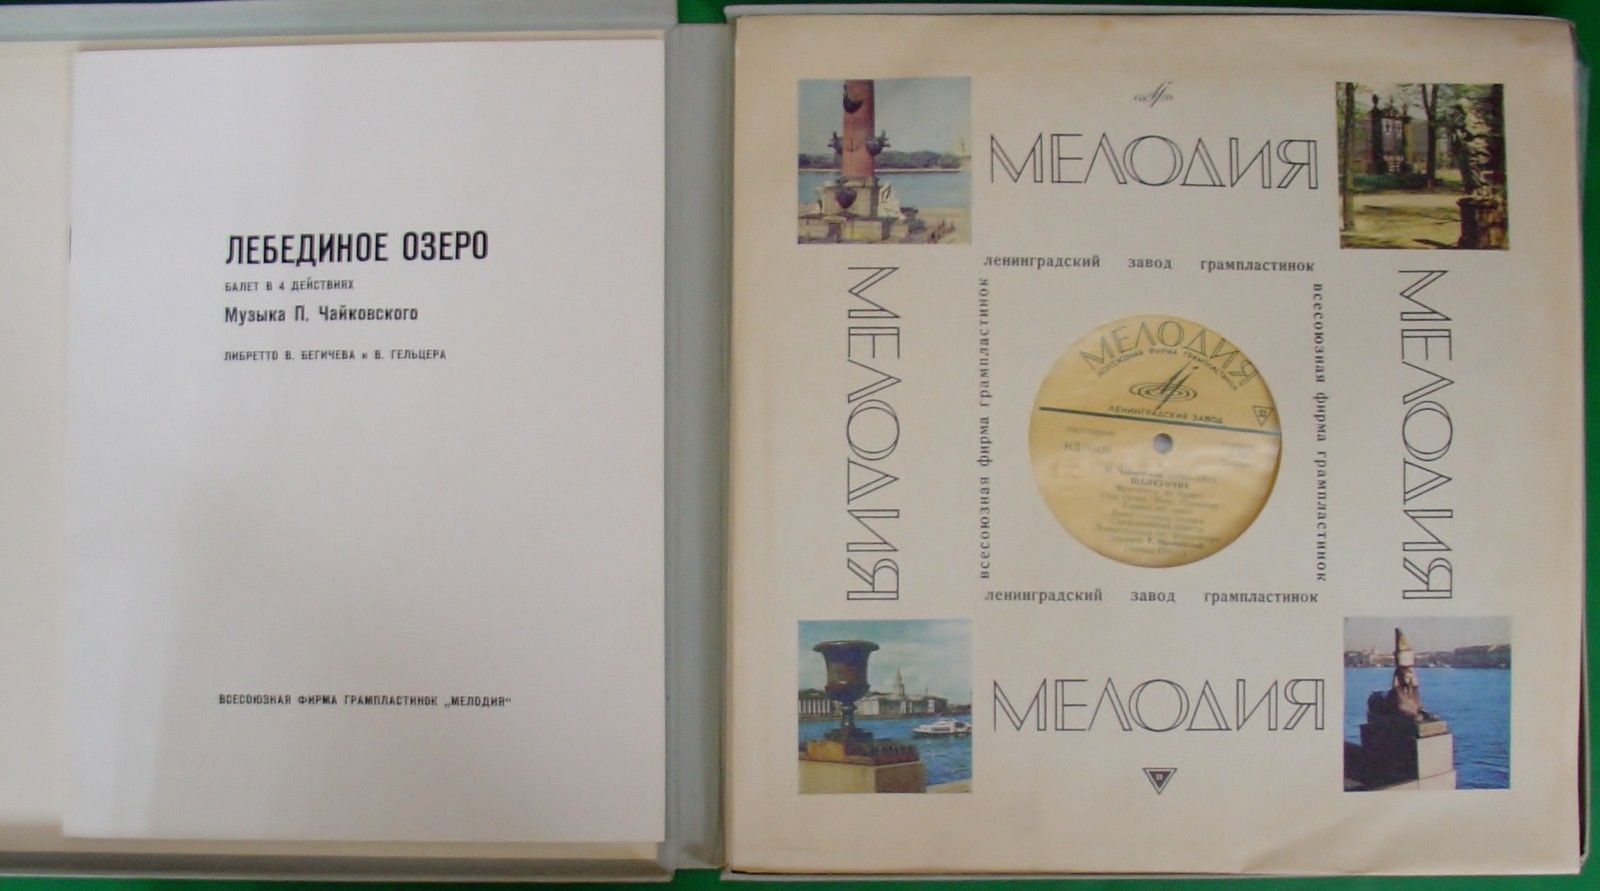 ЛЕБЕДИНОЕ ОЗЕРО
БАЛЕТ В 4 ДЕЙСТВИЯХ
Музыка П. Чайковского
ЛИБРЕТТО В. БЕГИЧЕВА и В. ГЕЛЬЦЕРА
ВСЕСОЮЗНАЯ ФИРМА ГРАМПЛАСТИНОК „МЕЛОДИЯ"
МЕЛОДИЯ
ленинградский завод грампластинок
МЕЛОДИЯ
всесоюзная фирма грампластинок
МЕЛОДИЯ
ВСЕСОЮЗНАЯ ФИРМА ГРАМПЛАСТИНОК
ЛЕНИНГРАДСКИЙ ЗАВОД
ЩЕЛКУНЧИК
всесоюзная фирма грампластинок
МЕЛОДИЯ
ленинградский завод грампластинок
МЕЛОДИЯ